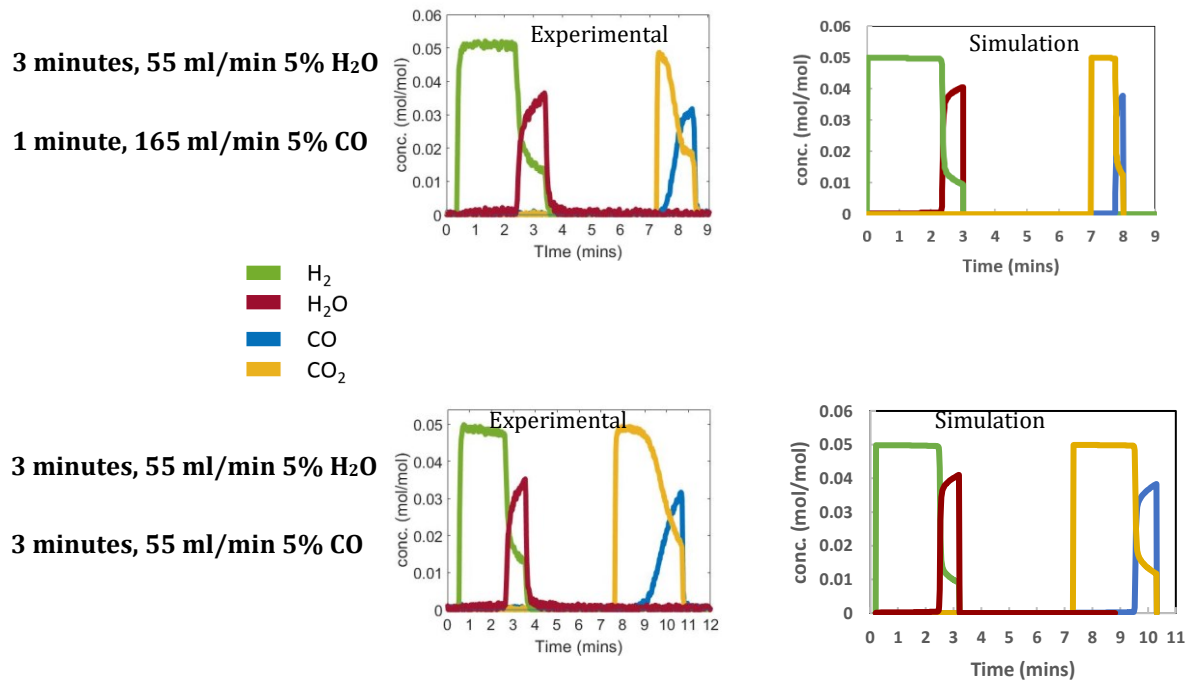 3 minutes, 55 ml/min 5% H₂O
1 minute, 165 ml/min 5% CO
Experimental
conc. (mol/mol)
0.06
0.05
0.04
0.03
0.02
0.01
0
0 1 2 3 4 5 6 7 8 9
TIme (mins)
Simulation
conc. (mol/mol)
0.06
0.05
0.04
0.03
0.02
0.01
0
0 1 2 3 4 5 6 7 8 9
Time (mins)
H₂
H₂O
CO
CO₂
3 minutes, 55 ml/min 5% H₂O
3 minutes, 55 ml/min 5% CO
Experimental
conc. (mol/mol)
0.05
0.04
0.03
0.02
0.01
0
0 1 2 3 4 5 6 7 8 9 10 11 12
Time (mins)
Simulation
conc. (mol/mol)
0.06
0.05
0.04
0.03
0.02
0.01
0
0 1 2 3 4 5 6 7 8 9 10 11
Time (mins)